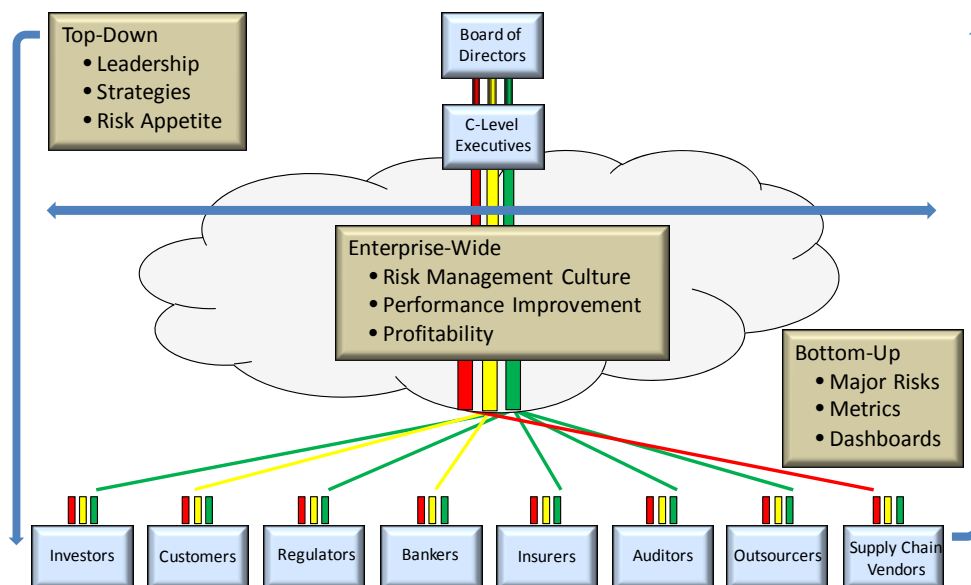 Top-Down
• Leadership
• Strategies
• Risk Appetite
Board of
Directors
C-Level
Executives
Enterprise-Wide
• Risk Management Culture
• Performance Improvement
• Profitability
Bottom-Up
• Major Risks
• Metrics
• Dashboards
Investors
Customers
Regulators
Bankers
Insurers
Auditors
Outsourcers
Supply Chain
Vendors